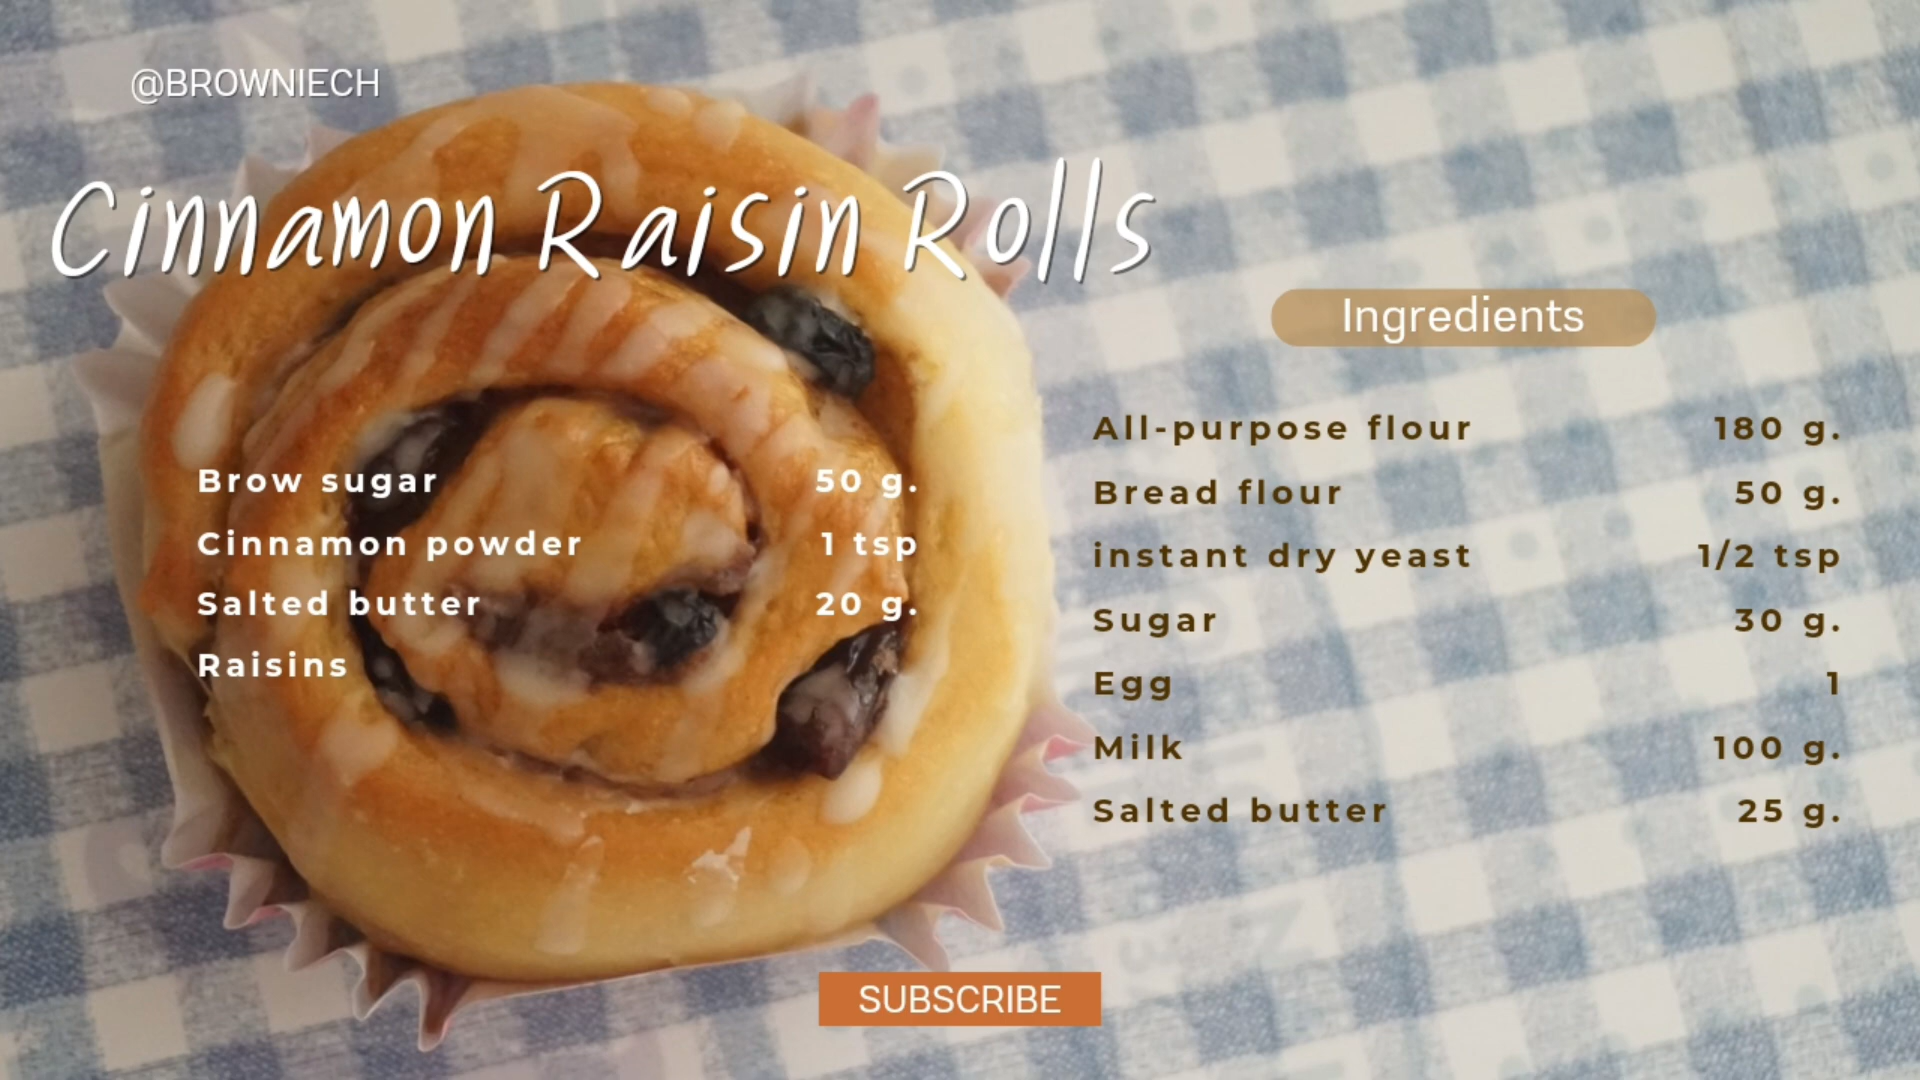 @BROWNIECH
Cinnamon Raisin Rolls
Ingredients
All-purpose flour 180 g.
Bread flour 50 g.
instant dry yeast 1/2 tsp
Sugar 30 g.
Egg 1
Milk 100 g.
Salted butter 25 g.
Brow sugar 50 g.
Cinnamon powder 1 tsp
Salted butter 20 g.
Raisins
SUBSCRIBE